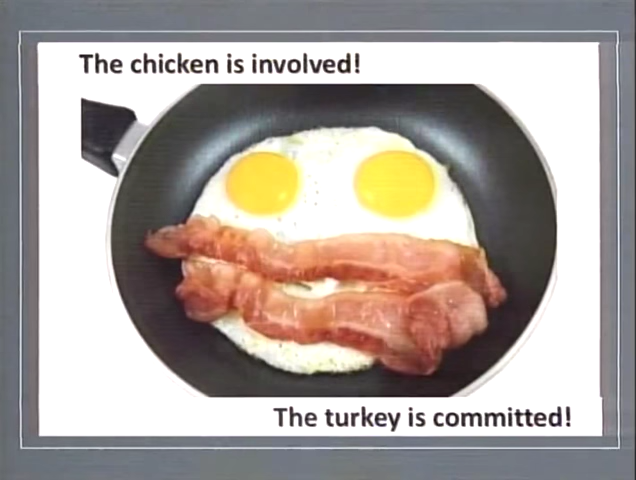 The chicken is involved!
The turkey is committed!